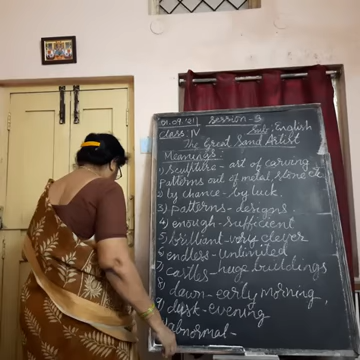 01.07.'21 Session-3
Class: IV Sub: English
The Great Sand Artist
Meanings:
1) Sculpture - art of carving
patterns out of metal, stone etc
2) by chance - by luck.
3) patterns - designs.
4) enough - sufficient
5) brilliant - very clever
6) endless - unlimited
7) castles - huge buildings
8) dawn - early morning,
9) dusk - evening
abnormal -